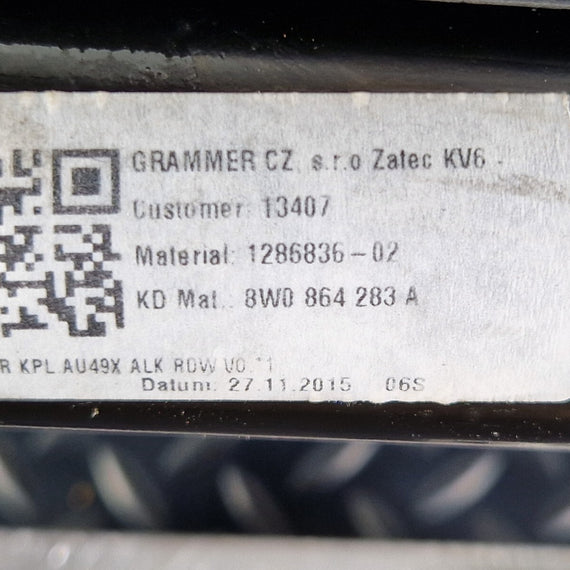 GRAMMER CZ, s.r.o Zatec KV6 -
Customer: 13407
Material: 1286836-02
KD Mat.: 8W0 864 283 A
R KPL AU49X ALK RDW
Datum: 27.11.2015 06S